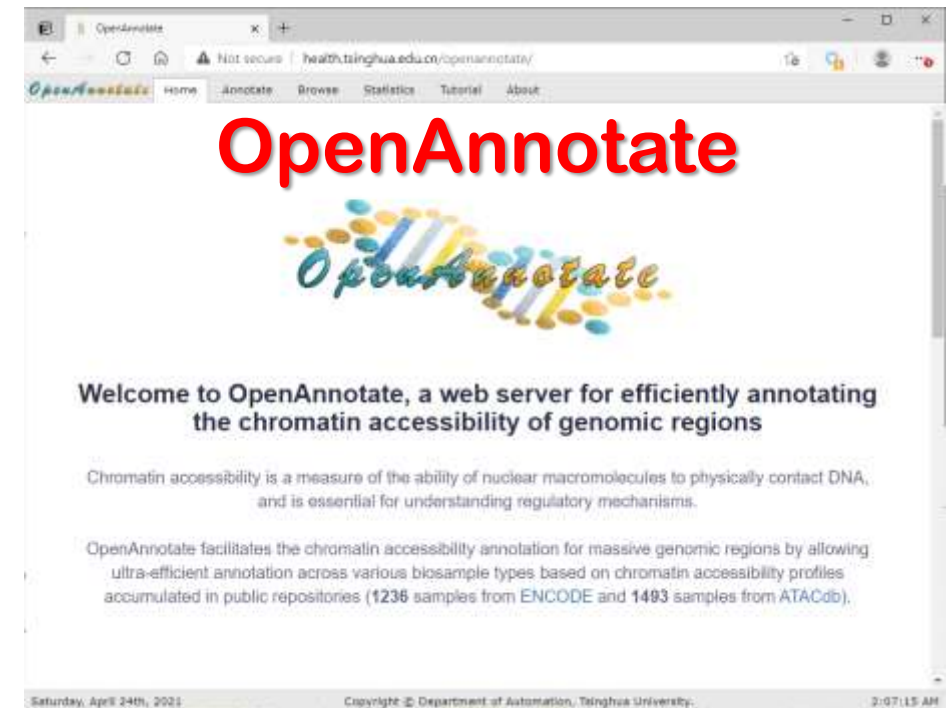 OpenAnnotate
Not secure | health.tsinghua.edu.cn/openannotate/
OpenAnnotate Home Annotate Browse Statistics Tutorial About
OpenAnnotate
OpenAnnotate
Welcome to OpenAnnotate, a web server for efficiently annotating
the chromatin accessibility of genomic regions
Chromatin accessibility is a measure of the ability of nuclear macromolecules to physically contact DNA,
and is essential for understanding regulatory mechanisms.
OpenAnnotate facilitates the chromatin accessibility annotation for massive genomic regions by allowing
ultra-efficient annotation across various biosample types based on chromatin accessibility profiles
accumulated in public repositories (1236 samples from ENCODE and 1493 samples from ATACdb).
Saturday, April 24th, 2021 Copyright © Department of Automation, Tsinghua University. 2:07:15 AM